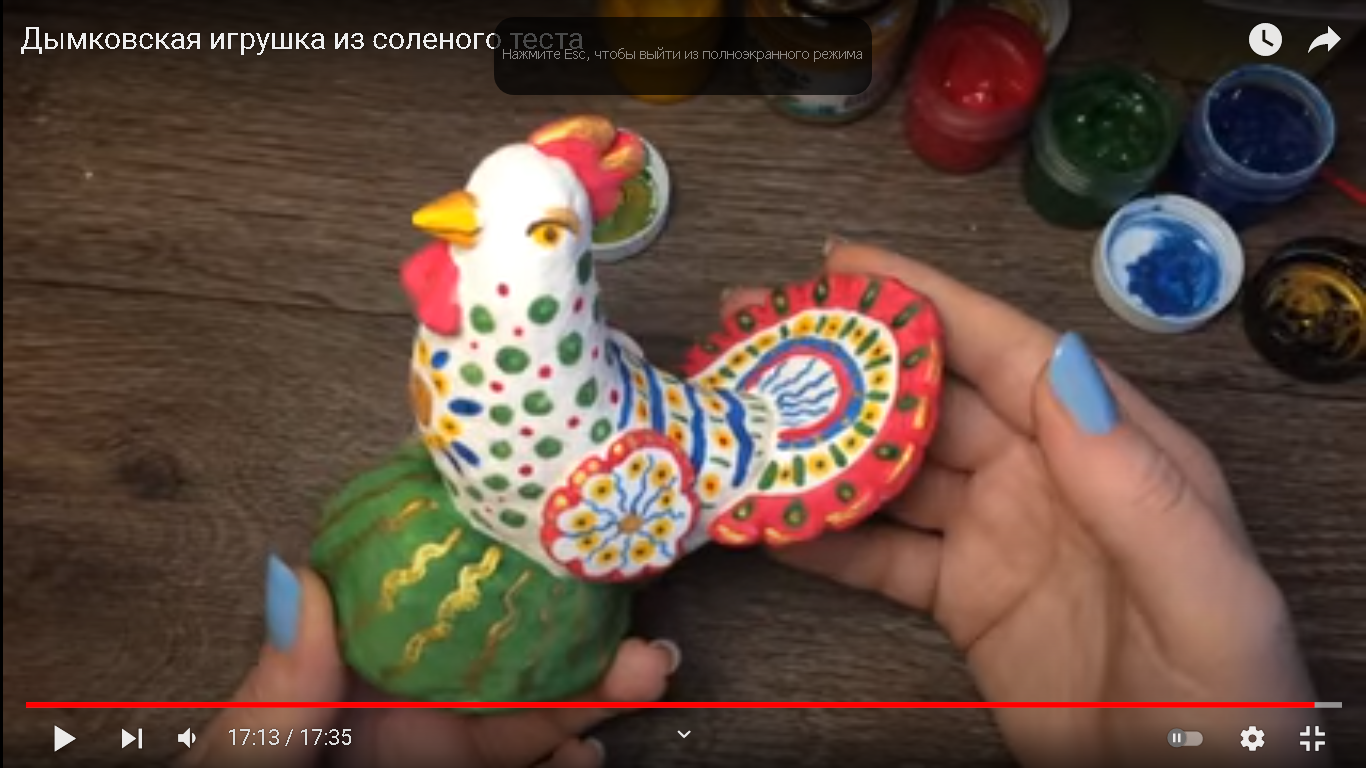 Дымковская игрушка из соленого теста
Нажмите Esc, чтобы выйти из полноэкранного режима
17:13 / 17:35